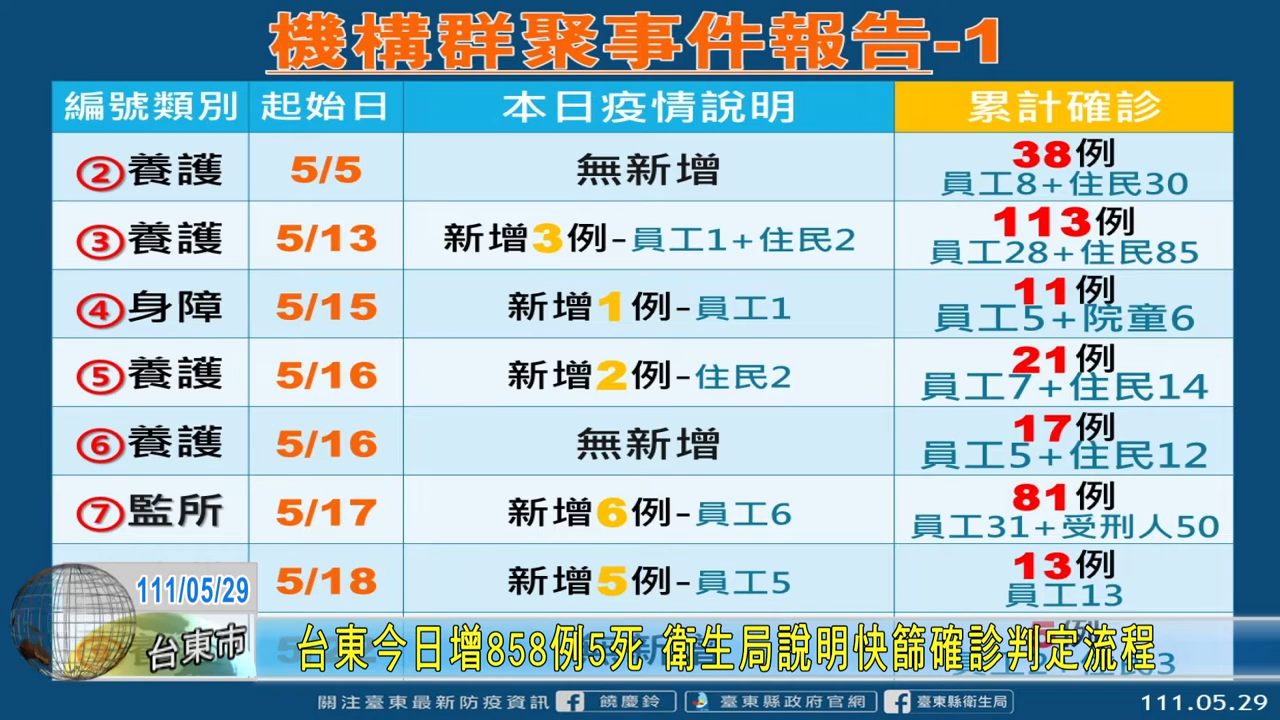 機構群聚事件報告-1
編號類別 起始日 本日疫情說明 累計確診
②養護 5/5 無新增 38例
員工8+住民30
③養護 5/13 新增3例-員工1+住民2 113例
員工28+住民85
④身障 5/15 新增1例-員工1 11例
員工5+院童6
⑤養護 5/16 新增2例-住民2 21例
員工7+住民14
⑥養護 5/16 無新增 17例
員工5+住民12
⑦監所 5/17 新增6例-員工6 81例
員工31+受刑人50
5/18 新增5例-員工5 13例
員工13
111/05/29
台東市
台東今日增858例5死 衛生局說明快篩確診判定流程
關注臺東最新防疫資訊 饒慶鈴 臺東縣政府官網 臺東縣衛生局 111.05.29